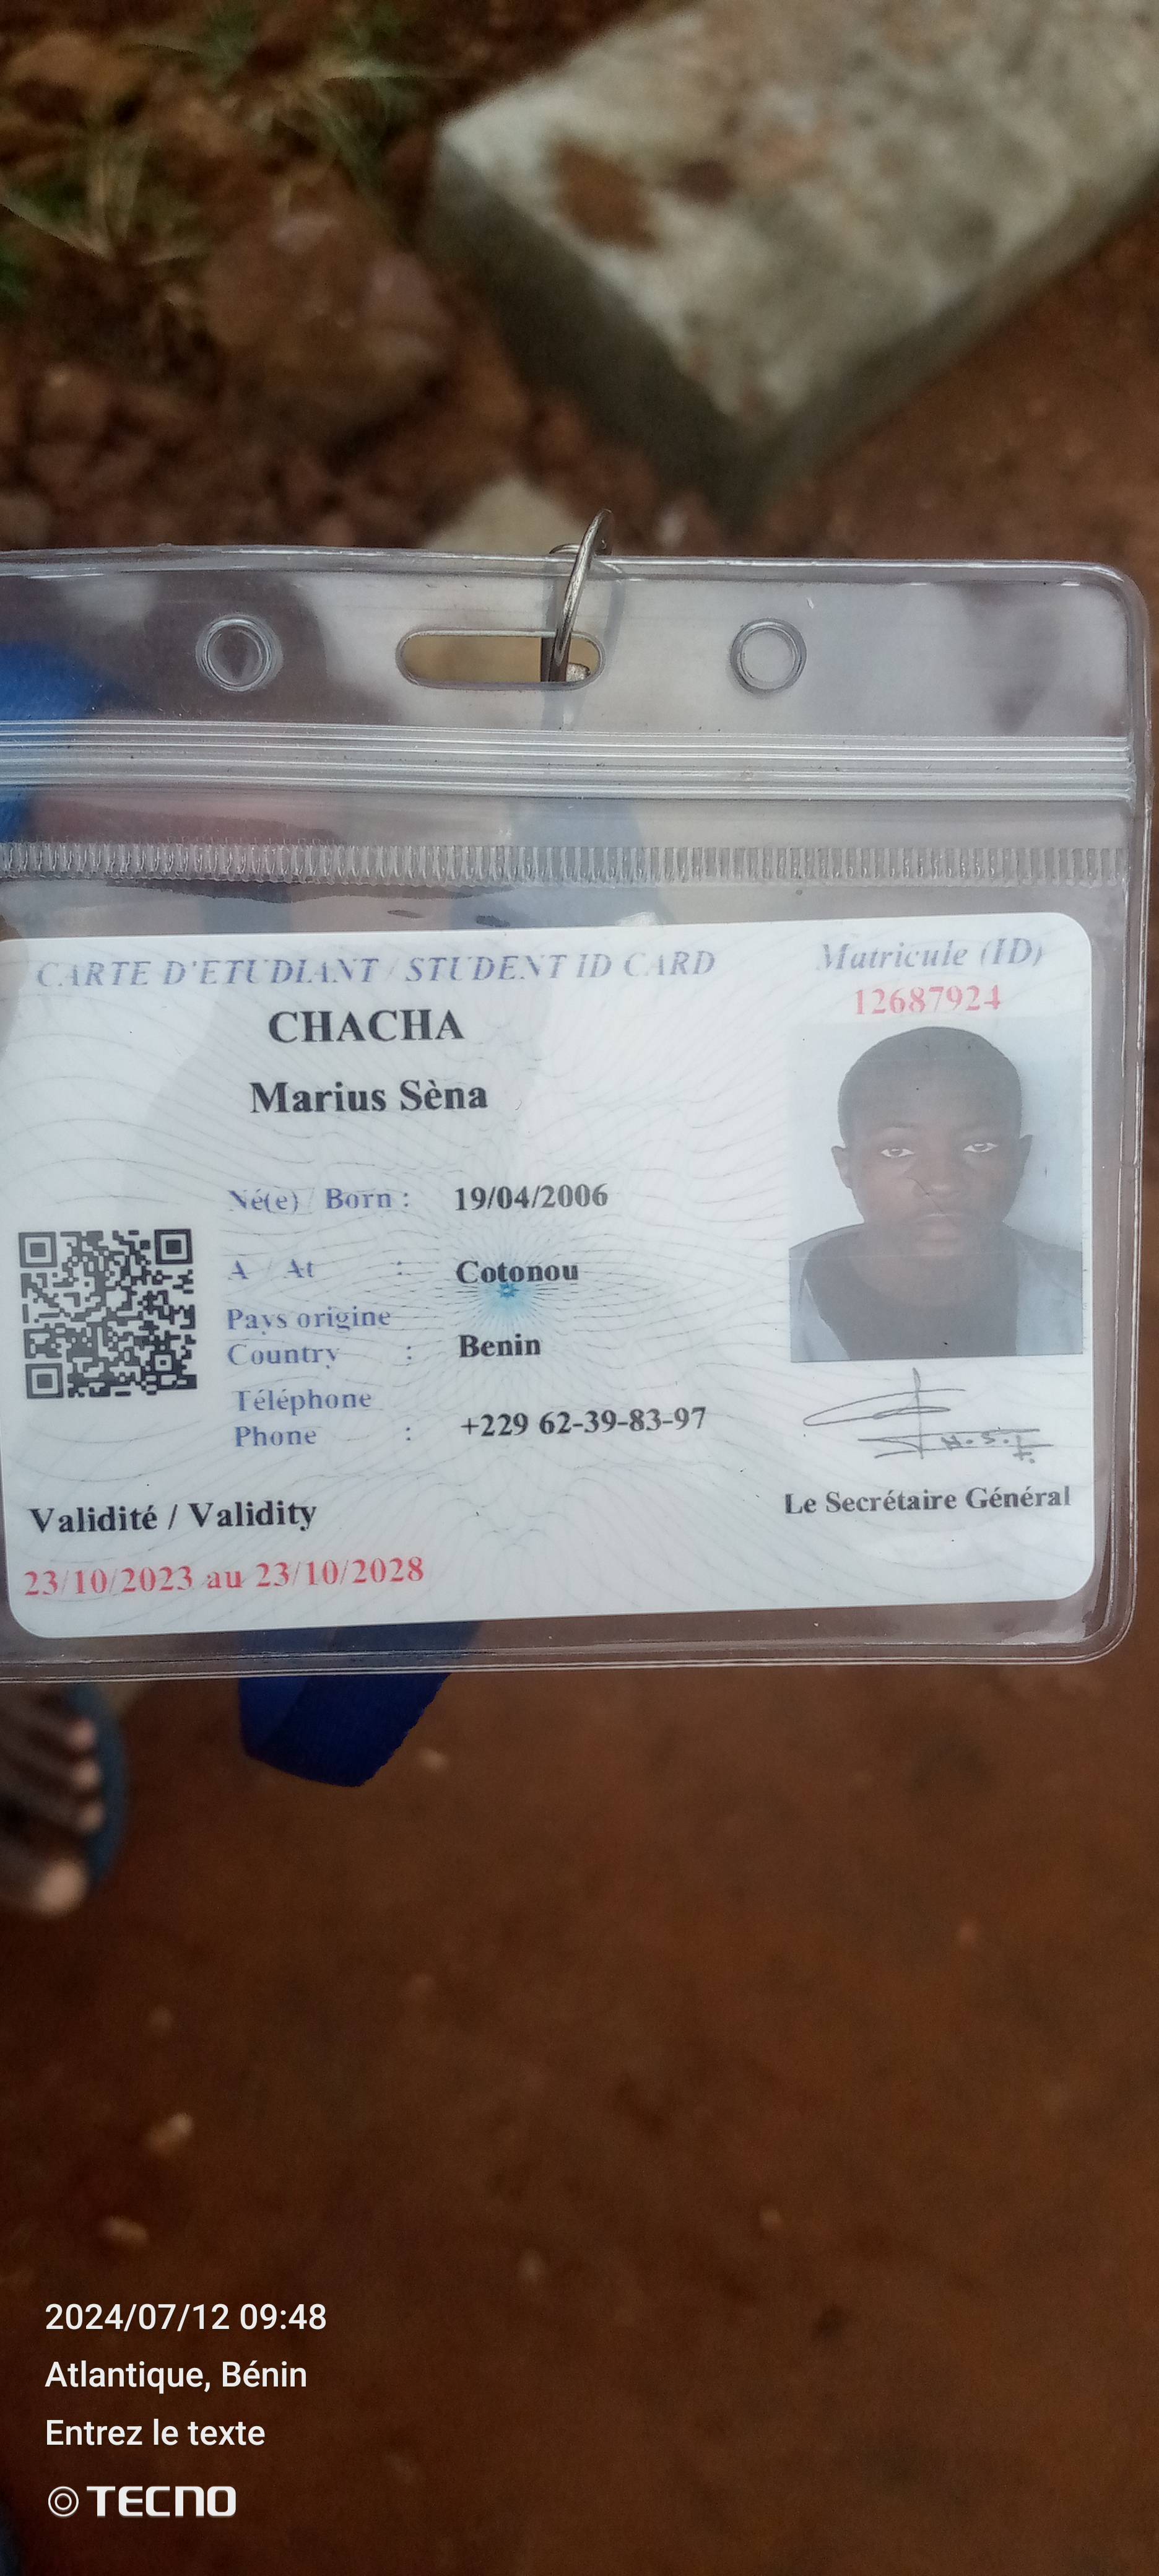 CARTE D'ETUDIANT / STUDENT ID CARD
Matricule (ID)
12687924
CHACHA
Marius Sèna
Né(e) / Born : 19/04/2006
A / At : Cotonou
Pays origine
Country : Benin
Téléphone
Phone : +229 62-39-83-97
Le Secrétaire Général
Validité / Validity
23/10/2023 au 23/10/2028
2024/07/12 09:48
Atlantique, Bénin
Entrez le texte
TECNO